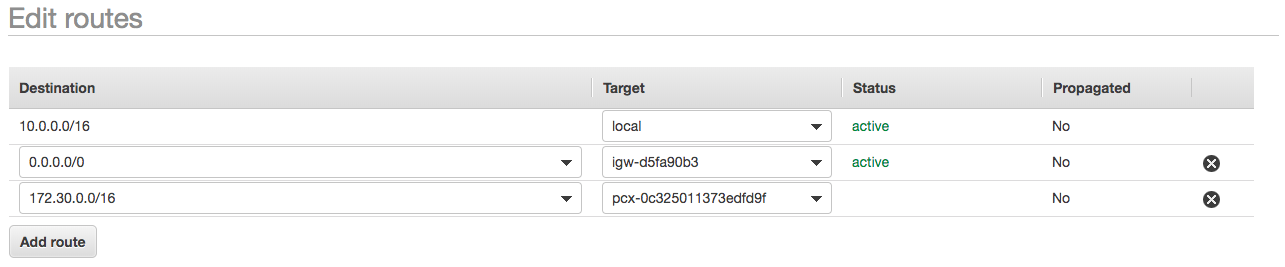 Edit routes
Destination Target Status Propagated
10.0.0.0/16 local active No
0.0.0.0/0 igw-d5fa90b3 active No
172.30.0.0/16 pcx-0c325011373edfd9f No
Add route